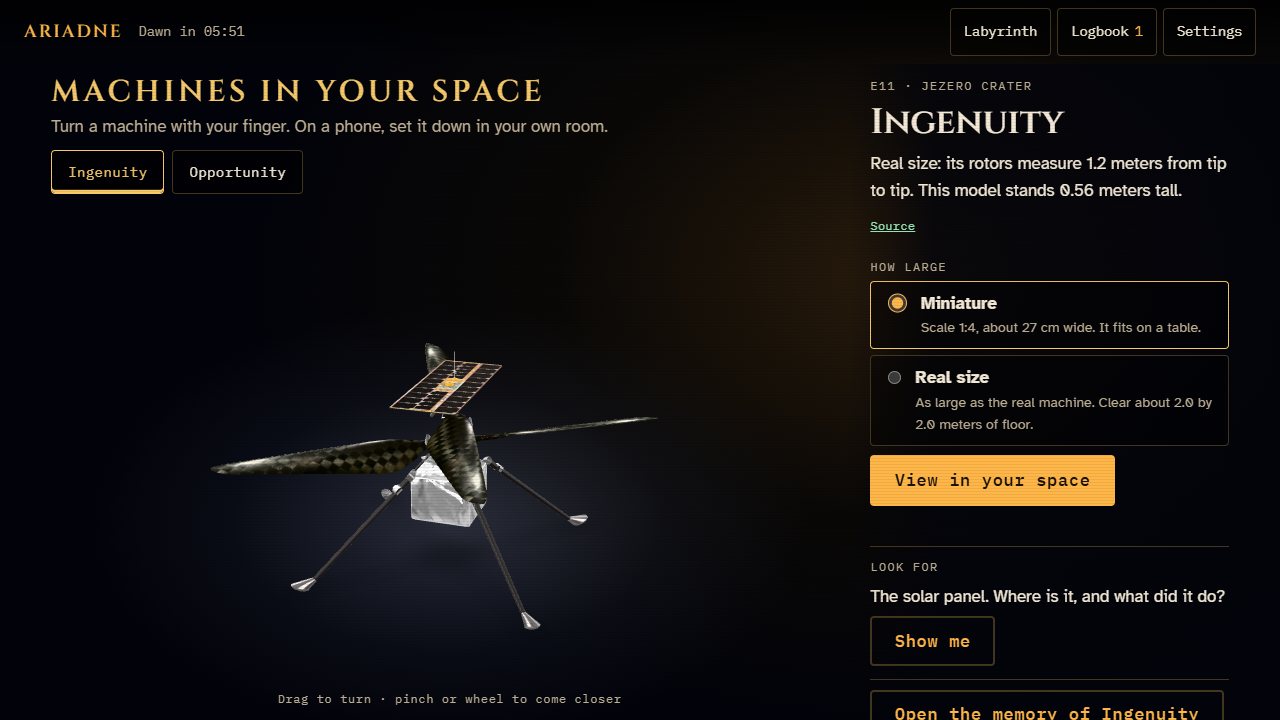 ARIADNE
Dawn in 05:51
Labyrinth
Logbook 1
Settings
MACHINES IN YOUR SPACE
Turn a machine with your finger. On a phone, set it down in your own room.
Ingenuity
Opportunity
Drag to turn · pinch or wheel to come closer
E11 · JEZERO CRATER
INGENUITY
Real size: its rotors measure 1.2 meters from tip
to tip. This model stands 0.56 meters tall.
Source
HOW LARGE
Miniature
Scale 1:4, about 27 cm wide. It fits on a table.
Real size
As large as the real machine. Clear about 2.0 by
2.0 meters of floor.
View in your space
LOOK FOR
The solar panel. Where is it, and what did it do?
Show me
Open the memory of Ingenuity